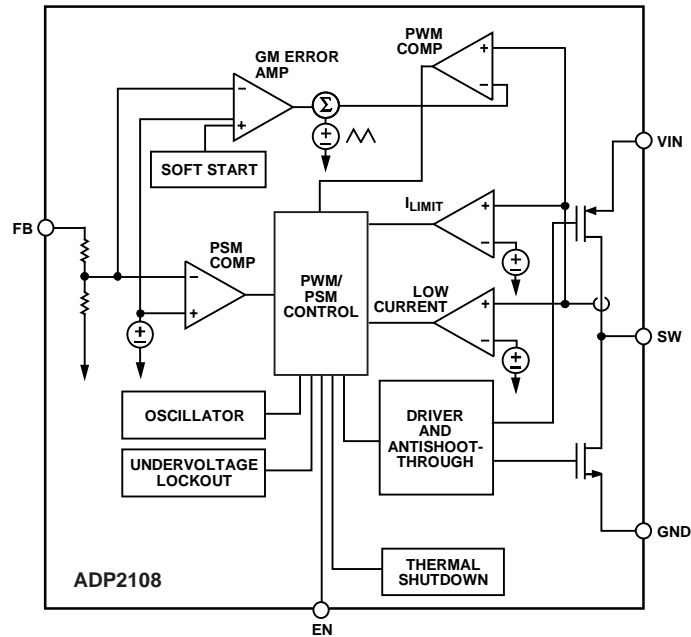 PWM
COMP
GM ERROR
AMP
+
−
−
+
Σ
+
−
SOFT START
VIN
FB
PSM
COMP
−
+
+
−
PWM/
PSM
CONTROL
ILIMIT
+
−
+
−
LOW
CURRENT
+
−
+
−
SW
OSCILLATOR
UNDERVOLTAGE
LOCKOUT
DRIVER
AND
ANTISHOOT-
THROUGH
GND
THERMAL
SHUTDOWN
ADP2108
EN